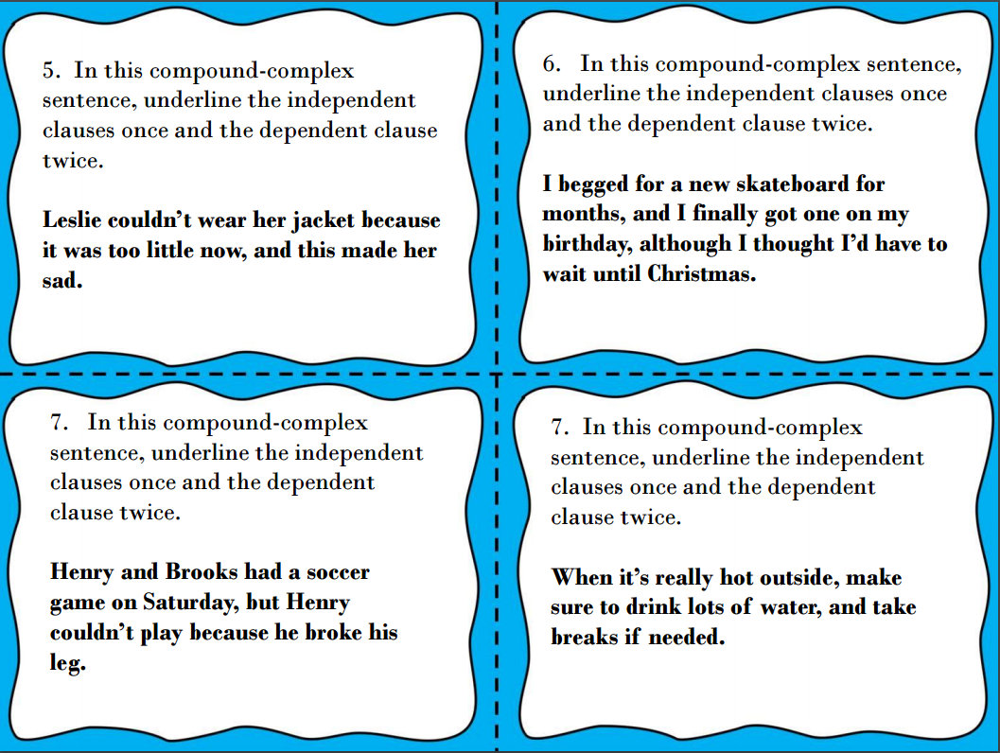 5. In this compound-complex
sentence, underline the independent
clauses once and the dependent clause
twice.
Leslie couldn’t wear her jacket because
it was too little now, and this made her
sad.
6. In this compound-complex sentence,
underline the independent clauses once
and the dependent clause twice.
I begged for a new skateboard for
months, and I finally got one on my
birthday, although I thought I’d have to
wait until Christmas.
7. In this compound-complex
sentence, underline the independent
clauses once and the dependent
clause twice.
Henry and Brooks had a soccer
game on Saturday, but Henry
couldn’t play because he broke his
leg.
7. In this compound-complex
sentence, underline the independent
clauses once and the dependent
clause twice.
When it’s really hot outside, make
sure to drink lots of water, and take
breaks if needed.